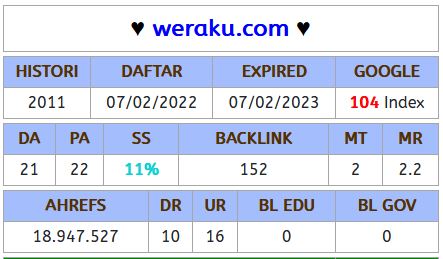 ♥ weraku.com ♥
HISTORI DAFTAR EXPIRED GOOGLE
2011 07/02/2022 07/02/2023 104 Index
DA PA SS BACKLINK MT MR
21 22 11% 152 2 2.2
AHREFS DR UR BL EDU BL GOV
18.947.527 10 16 0 0